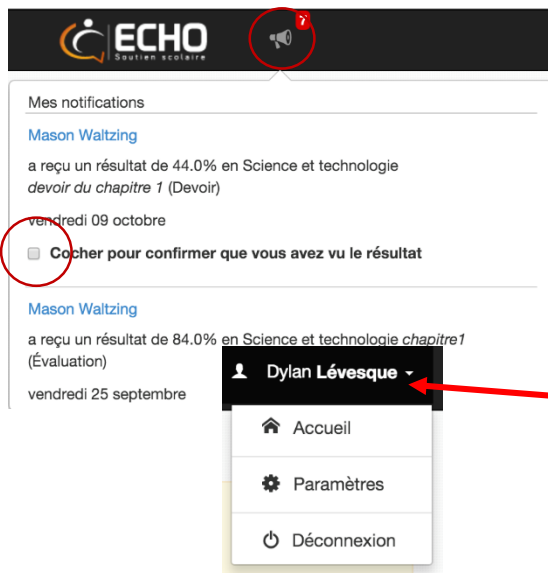 ECHO
Soutien scolaire
7
Mes notifications
Mason Waltzing
a reçu un résultat de 44.0% en Science et technologie
devoir du chapitre 1 (Devoir)
vendredi 09 octobre
Cocher pour confirmer que vous avez vu le résultat
Mason Waltzing
a reçu un résultat de 84.0% en Science et technologie chapitre1
(Évaluation)
vendredi 25 septembre
Dylan Lévesque
Accueil
Paramètres
Déconnexion